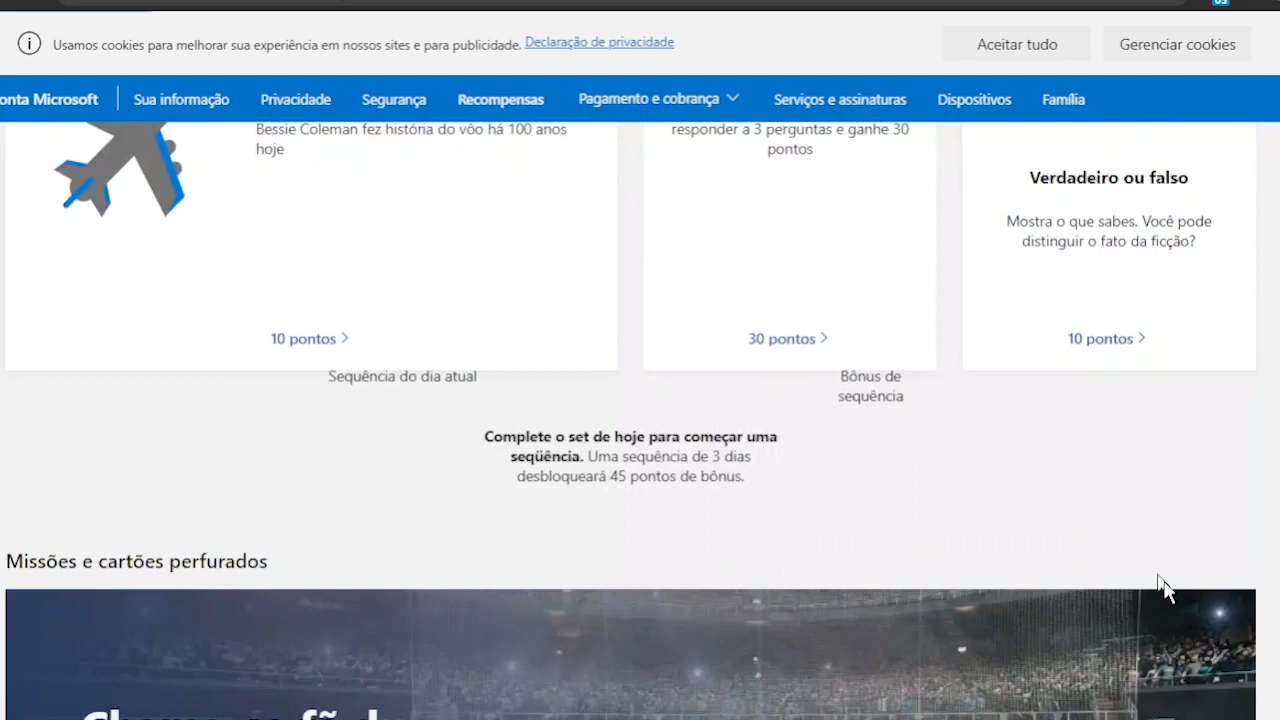 Usamos cookies para melhorar sua experiência em nossos sites e para publicidade. Declaração de privacidade
Aceitar tudo
Gerenciar cookies
onta Microsoft
Sua informação
Privacidade
Segurança
Recompensas
Pagamento e cobrança
Serviços e assinaturas
Dispositivos
Família
Bessie Coleman fez história do vôo há 100 anos
hoje
10 pontos
responder a 3 perguntas e ganhe 30
pontos
30 pontos
Verdadeiro ou falso
Mostra o que sabes. Você pode
distinguir o fato da ficção?
10 pontos
Sequência do dia atual
Bônus de
sequência
Complete o set de hoje para começar uma
seqüência. Uma sequência de 3 dias
desbloqueará 45 pontos de bônus.
Missões e cartões perfurados